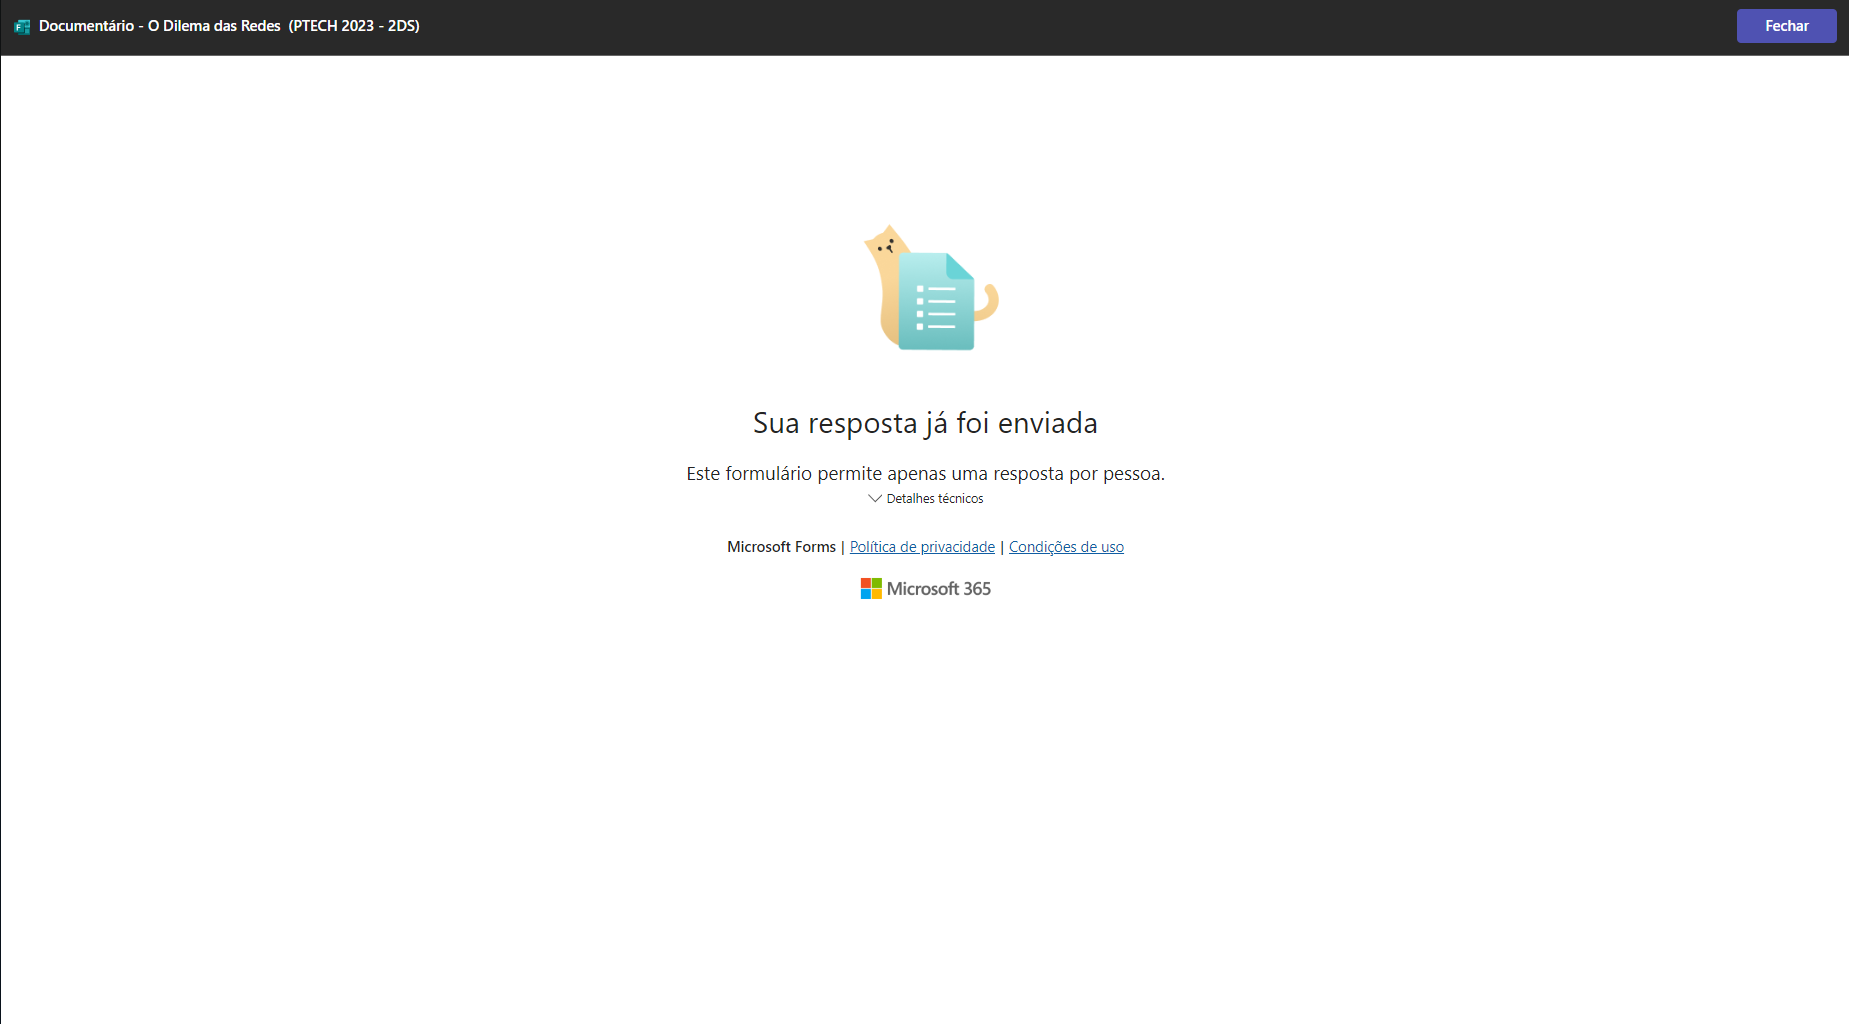 Documentário - O Dilema das Redes (PTECH 2023 - 2DS)
Fechar
Sua resposta já foi enviada
Este formulário permite apenas uma resposta por pessoa.
Detalhes técnicos
Microsoft Forms | Política de privacidade | Condições de uso
Microsoft 365